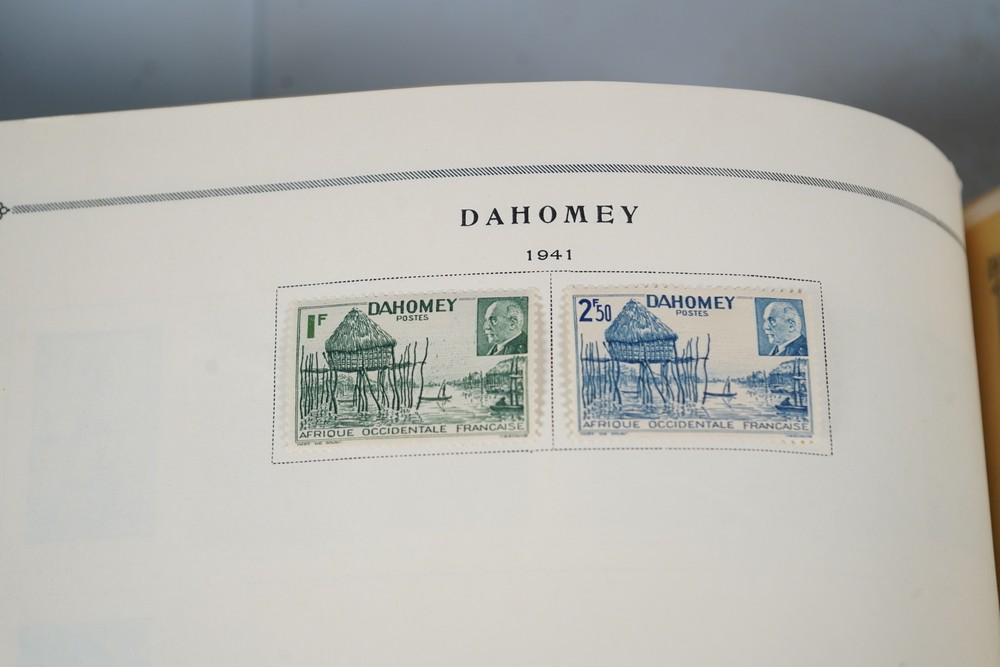 DAHOMEY
1941
1F
DAHOMEY
POSTES
AFRIQUE OCCIDENTALE FRANCAISE
2F50
DAHOMEY
POSTES
AFRIQUE OCCIDENTALE FRANCAISE